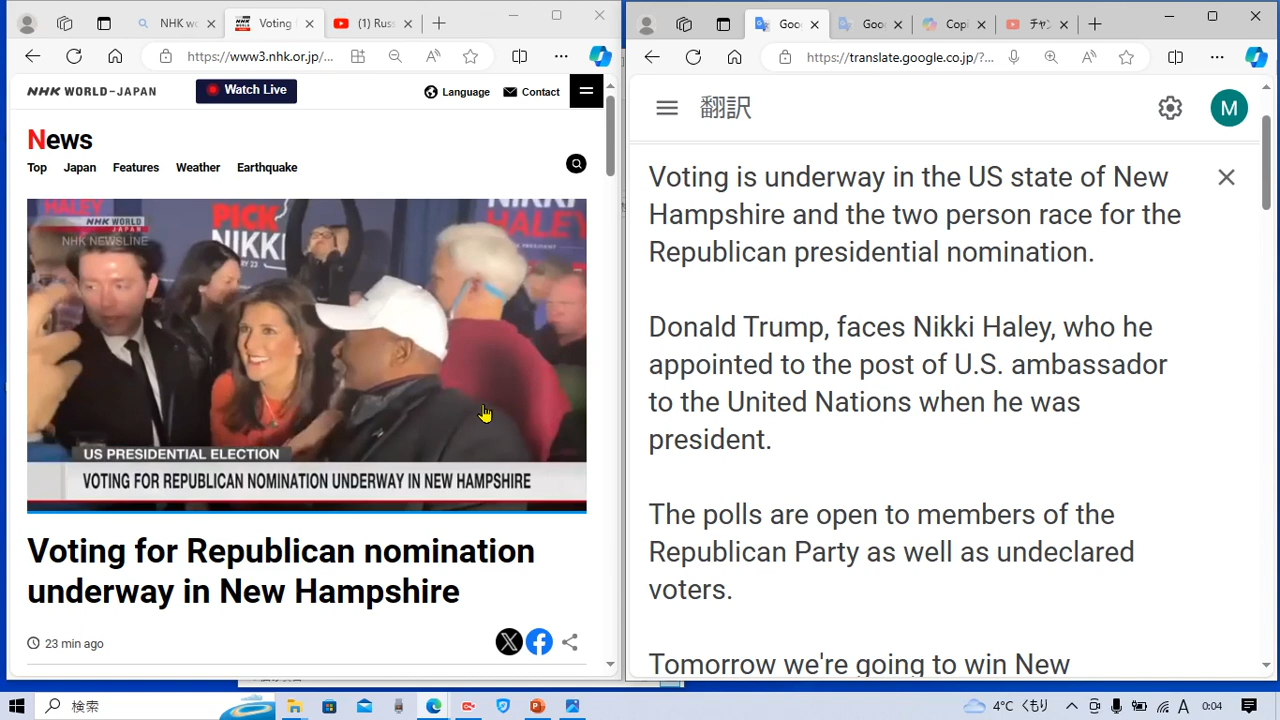 NHK w
Voting
(1) Russ
https://www3.nhk.or.jp/...
NHK WORLD-JAPAN
Watch Live
Language
Contact
News
Top
Japan
Features
Weather
Earthquake
HALEY
NHK WORLD JAPAN
NHK NEWSLINE
PICK
NIKKI
HALEY
US PRESIDENTIAL ELECTION
VOTING FOR REPUBLICAN NOMINATION UNDERWAY IN NEW HAMPSHIRE
Voting for Republican nomination
underway in New Hampshire
23 min ago
Goo
Goo
Copi
チャン
https://translate.google.co.jp/?...
翻訳
M
Voting is underway in the US state of New
Hampshire and the two person race for the
Republican presidential nomination.
Donald Trump, faces Nikki Haley, who he
appointed to the post of U.S. ambassador
to the United Nations when he was
president.
The polls are open to members of the
Republican Party as well as undeclared
voters.
Tomorrow we're going to win New
検索
4°C くもり
A
0:04